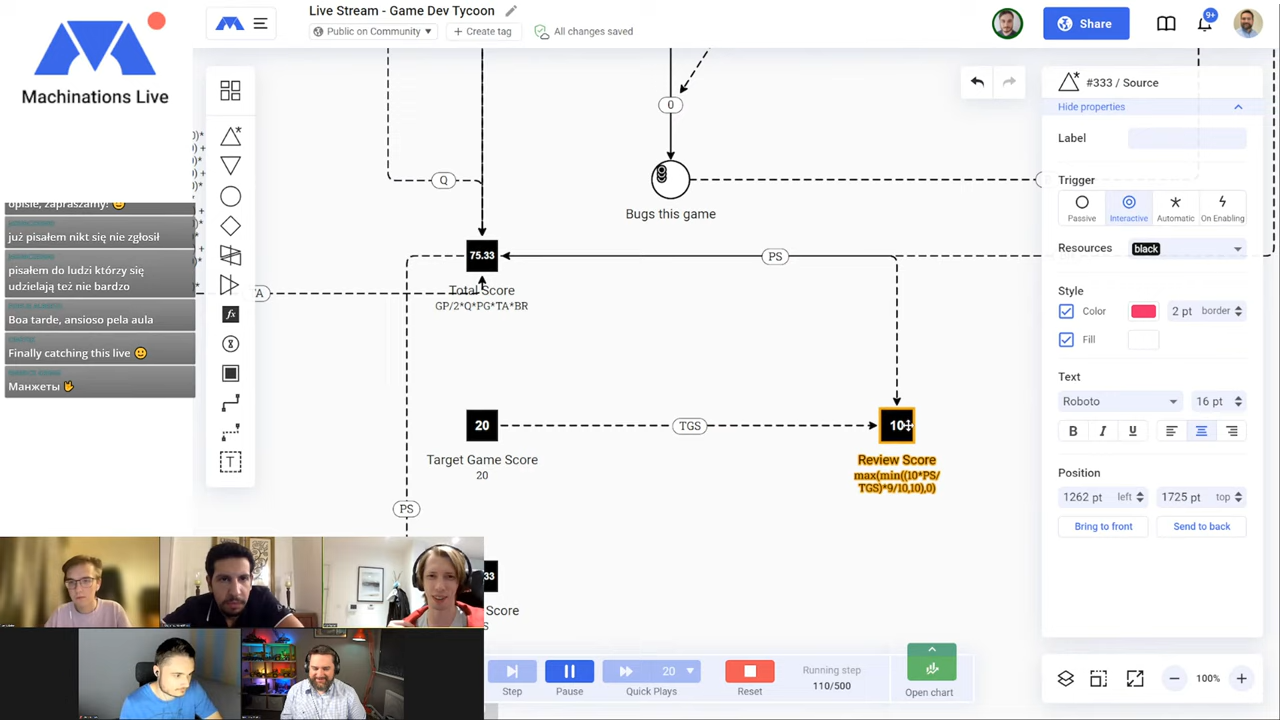 Machinations Live
opisie, zapraszamy! 😉
już pisałem nikt się nie zgłosił
pisałem do ludzi którzy się
udzielają też nie bardzo
Boa tarde, ansioso pela aula
Finally catching this live 🙂
Манжеты 🤌
Live Stream - Game Dev Tycoon
Public on Community
+ Create tag
All changes saved
Share
9+
fx
T
0
Bugs this game
Q
75.33
Total Score
GP/2*Q*PG*TA*BR
PS
20
Target Game Score
20
TGS
10
Review Score
max(min((10*PS/
TGS)*9/10,10),0)
PS
33
Score
Step
Pause
20
Quick Plays
Reset
Running step
110/500
Open chart
#333 / Source
Hide properties
Label
Trigger
Passive
Interactive
Automatic
On Enabling
Resources
black
Style
Color
2 pt border
Fill
Text
Roboto
16 pt
B I U
Position
1262 pt left
1725 pt top
Bring to front
Send to back
100%